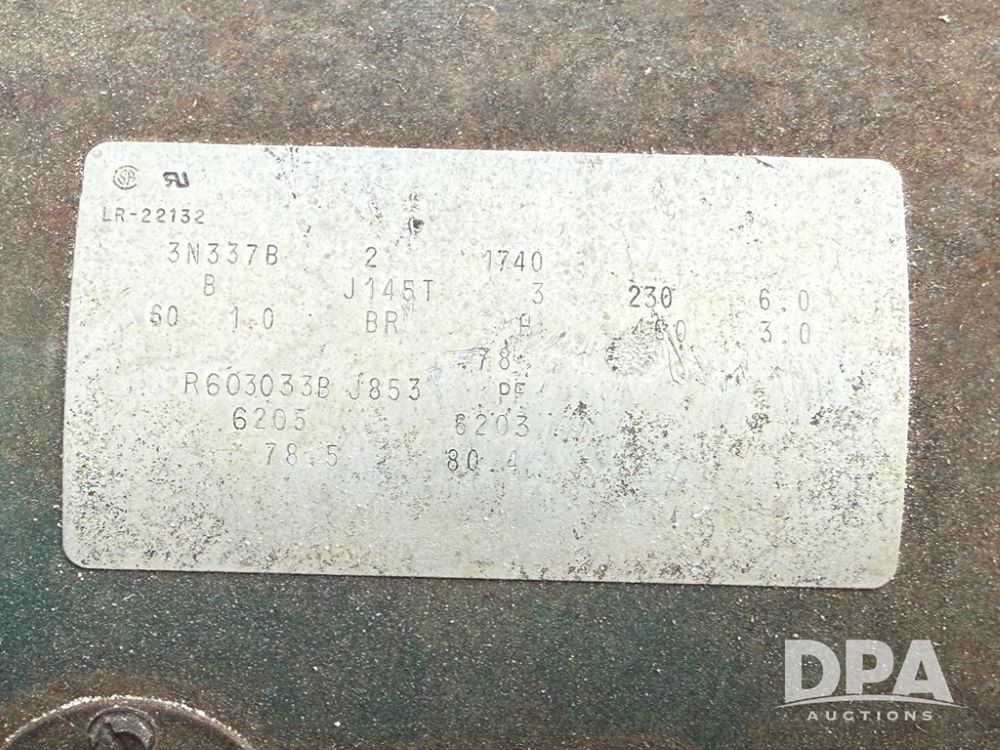 LR-22132
3N337B 2 1740
B J145T 3 230 6.0
60 1.0 BR H 460 3.0
78
R603033B J853 PF
6205 6203
78.5 80.4
DPA
AUCTIONS